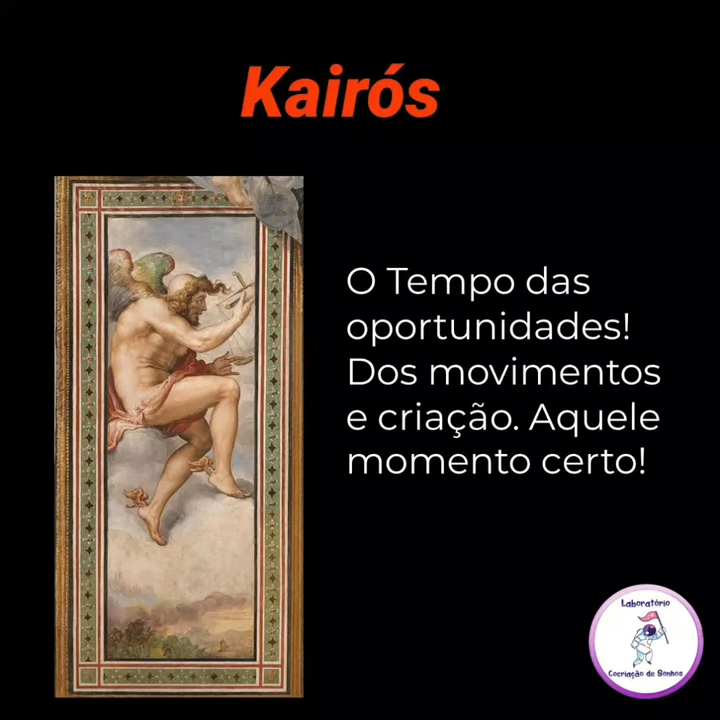 Kairós
O Tempo das
oportunidades!
Dos movimentos
e criação. Aquele
momento certo!
Laboratório
Cocriação de Sonhos